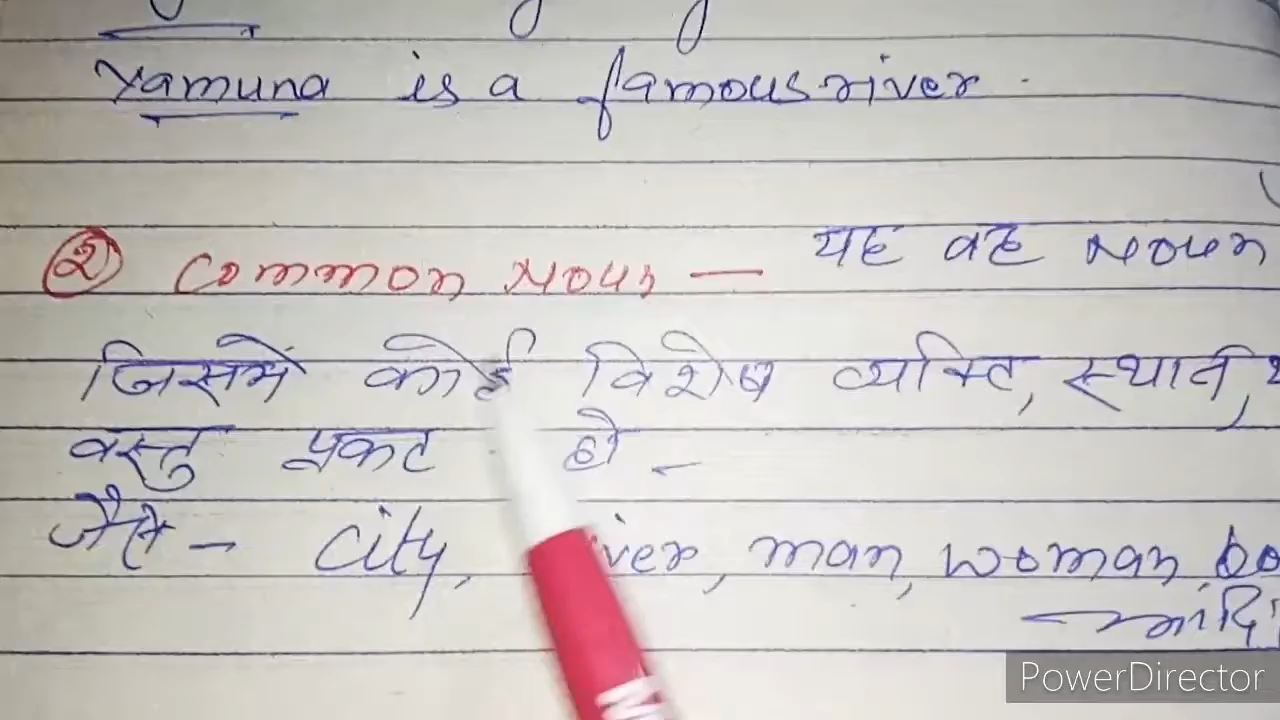 Yamuna is a famous river.
② Common Noun — यह वह Noun
जिसमें कोई विशेष व्यक्ति, स्थान,
वस्तु प्रकट हो –
जैसे – city, man, woman
आदि
PowerDirector